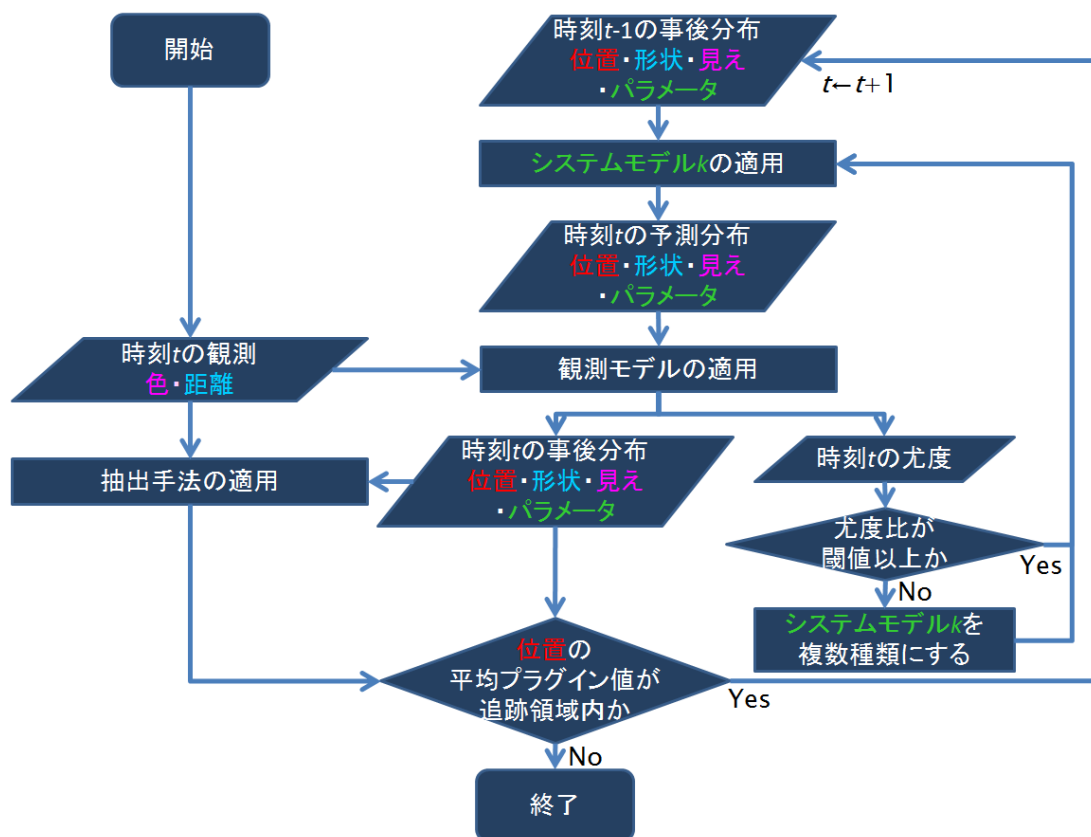 開始
時刻t-1の事後分布
位置・形状・見え
・パラメータ
t←t+1
システムモデルkの適用
時刻tの予測分布
位置・形状・見え
・パラメータ
時刻tの観測
色・距離
観測モデルの適用
抽出手法の適用
時刻tの事後分布
位置・形状・見え
・パラメータ
時刻tの尤度
尤度比が
閾値以上か
Yes
No
システムモデルkを
複数種類にする
位置の
平均プラグイン値が
追跡領域内か
Yes
No
終了